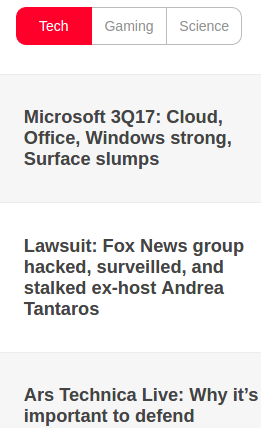 Tech Gaming Science
Microsoft 3Q17: Cloud,
Office, Windows strong,
Surface slumps
Lawsuit: Fox News group
hacked, surveilled, and
stalked ex-host Andrea
Tantaros
Ars Technica Live: Why it's
important to defend